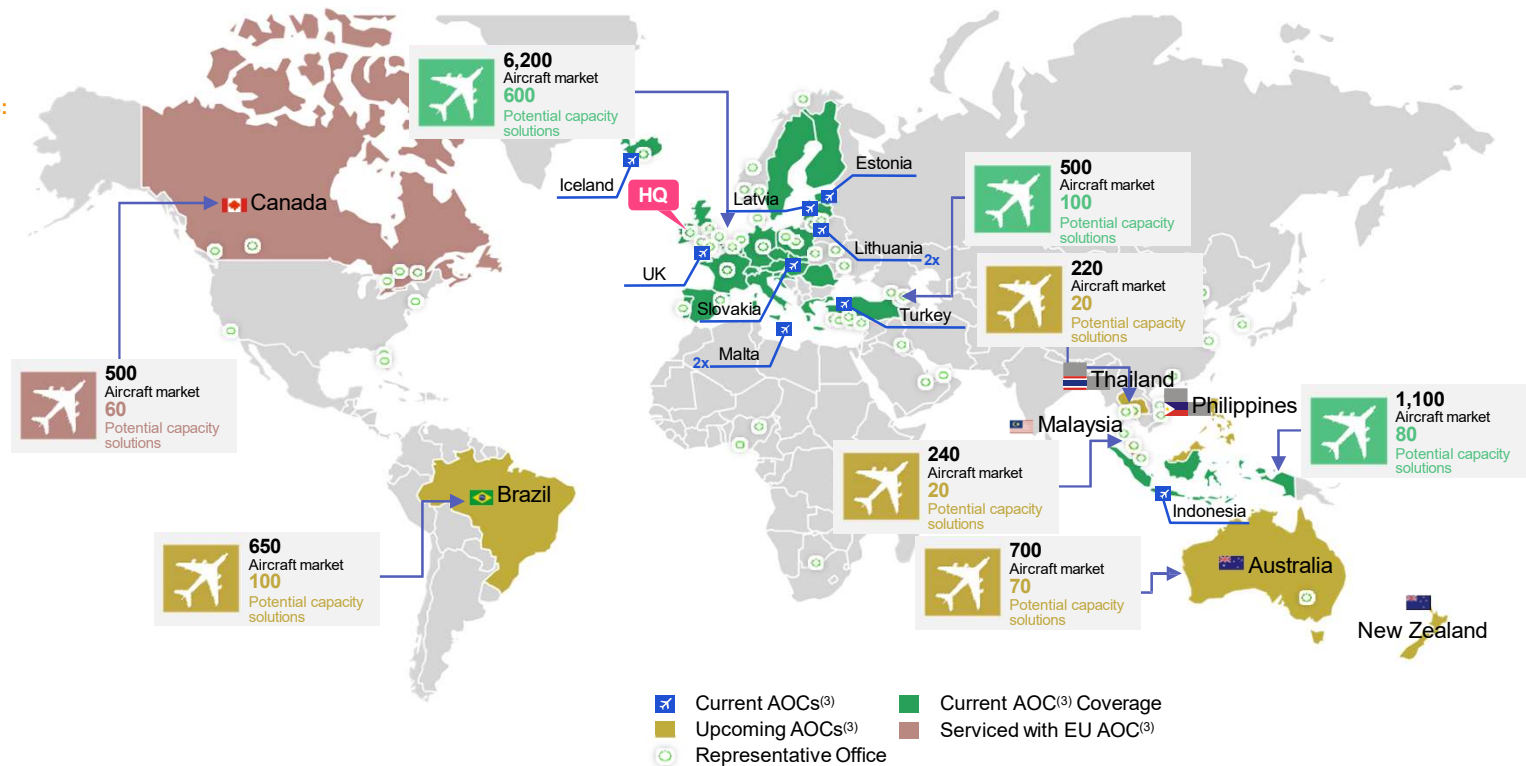 :
6,200
Aircraft market
600
Potential capacity
solutions
Estonia
Iceland
HQ
Latvia
500
Aircraft market
100
Potential capacity
solutions
Canada
Lithuania
2x
UK
Slovakia
Turkey
220
Aircraft market
20
Potential capacity
solutions
2x
Malta
500
Aircraft market
60
Potential capacity
solutions
Thailand
Philippines
Malaysia
1,100
Aircraft market
80
Potential capacity
solutions
240
Aircraft market
20
Potential capacity
solutions
Brazil
Indonesia
650
Aircraft market
100
Potential capacity
solutions
700
Aircraft market
70
Potential capacity
solutions
Australia
New Zealand
Current AOCs(3)
Current AOC(3) Coverage
Upcoming AOCs(3)
Serviced with EU AOC(3)
Representative Office